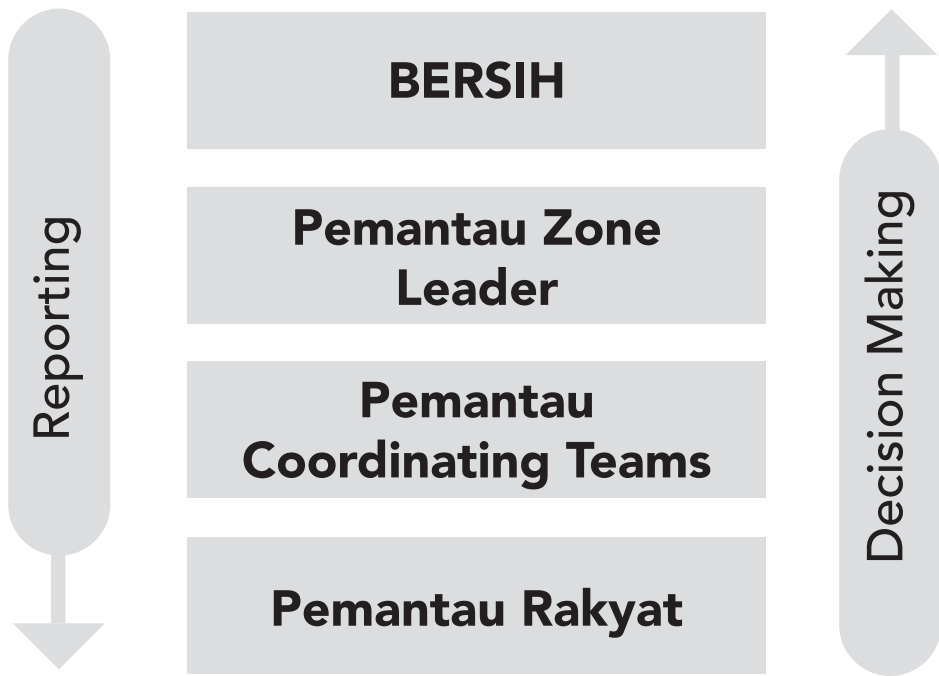 Reporting
BERSIH
Pemantau Zone
Leader
Pemantau
Coordinating Teams
Pemantau Rakyat
Decision Making